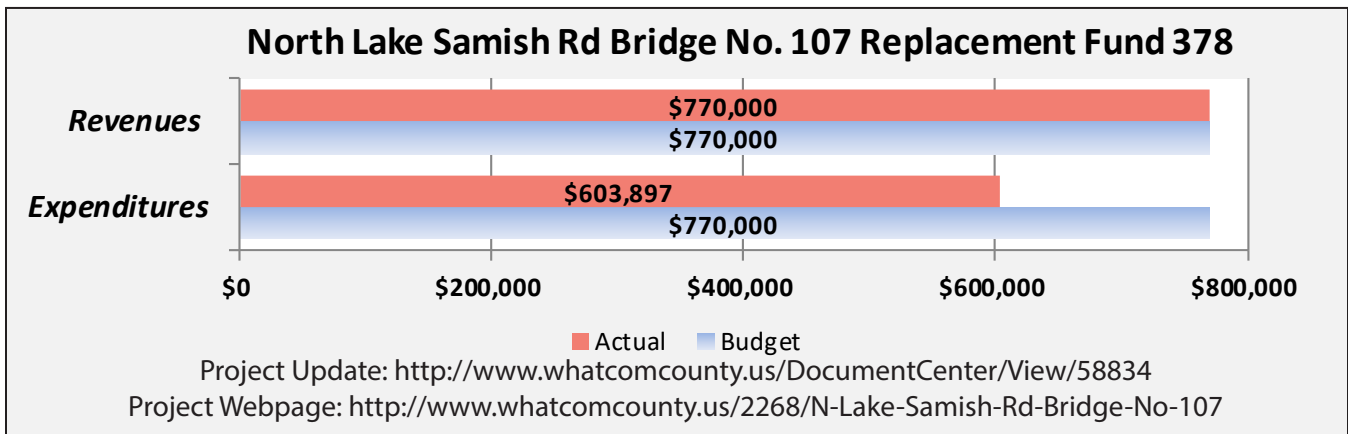 North Lake Samish Rd Bridge No. 107 Replacement Fund 378
Revenues
$770,000
$770,000
Expenditures
$603,897
$770,000
$0 $200,000 $400,000 $600,000 $800,000
Actual Budget
Project Update: http://www.whatcomcounty.us/DocumentCenter/View/58834
Project Webpage: http://www.whatcomcounty.us/2268/N-Lake-Samish-Rd-Bridge-No-107